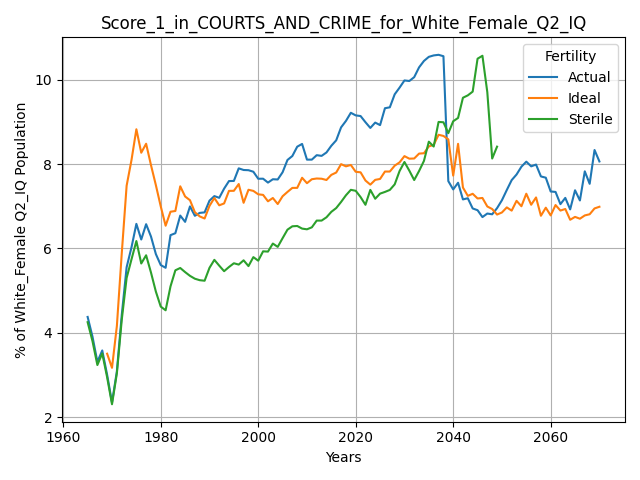 Score_1_in_COURTS_AND_CRIME_for_White_Female_Q2_IQ
% of White_Female Q2_IQ Population
10
8
6
4
2
Fertility
Actual
Ideal
Sterile
1960 1980 2000 2020 2040 2060
Years